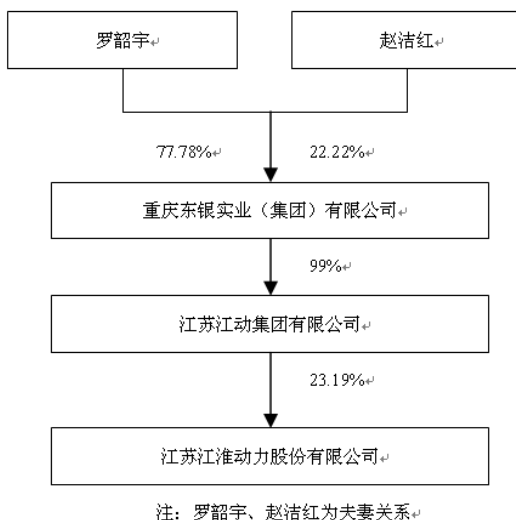 罗韶宇
赵洁红
77.78%
22.22%
重庆东银实业（集团）有限公司
99%
江苏江动集团有限公司
23.19%
江苏江淮动力股份有限公司
注：罗韶宇、赵洁红为夫妻关系